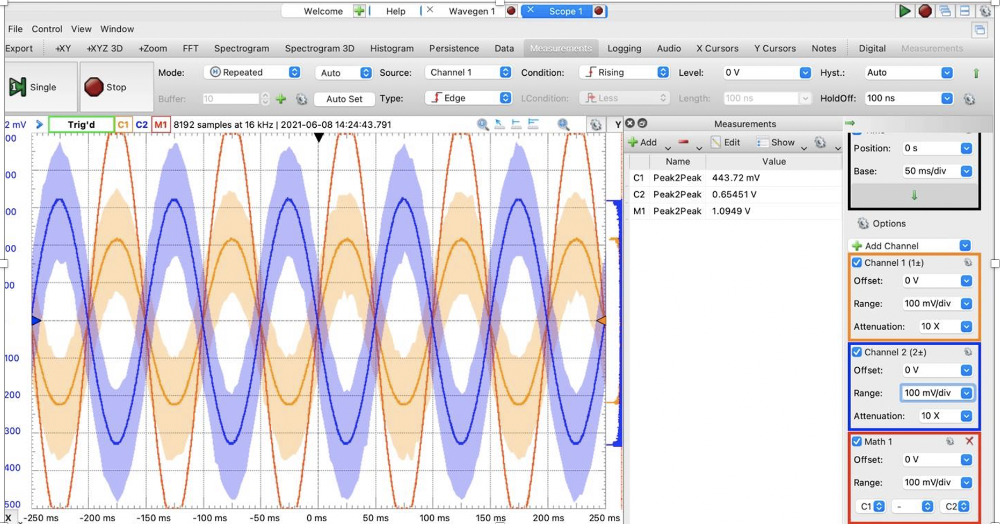 Welcome Help Wavegen 1 Scope 1
File Control View Window
Export +XY +XYZ 3D +Zoom FFT Spectrogram Spectrogram 3D Histogram Persistence Data Measurements Logging Audio X Cursors Y Cursors Notes Digital Measurements
Single Stop
Mode: Repeated Auto Source: Channel 1 Condition: Rising Level: 0 V Hyst.: Auto
Buffer: 10 Auto Set Type: Edge LCondition: Less Length: 100 ns HoldOff: 100 ns
2 mV Trig'd C1 C2 M1 8192 samples at 16 kHz | 2021-06-08 14:24:43.791 Y
00
00
00
00
00
100
200
300
400
500
X -250 ms -200 ms -150 ms -100 ms -50 ms 0 ms 50 ms 100 ms 150 ms 200 ms 250 ms
Measurements
Add Edit Show
Name Value
C1 Peak2Peak 443.72 mV
C2 Peak2Peak 0.65451 V
M1 Peak2Peak 1.0949 V
Position: 0 s
Base: 50 ms/div
Options
Add Channel
Channel 1 (1±)
Offset: 0 V
Range: 100 mV/div
Attenuation: 10 X
Channel 2 (2±)
Offset: 0 V
Range: 100 mV/div
Attenuation: 10 X
Math 1
Offset: 0 V
Range: 100 mV/div
C1 - C2